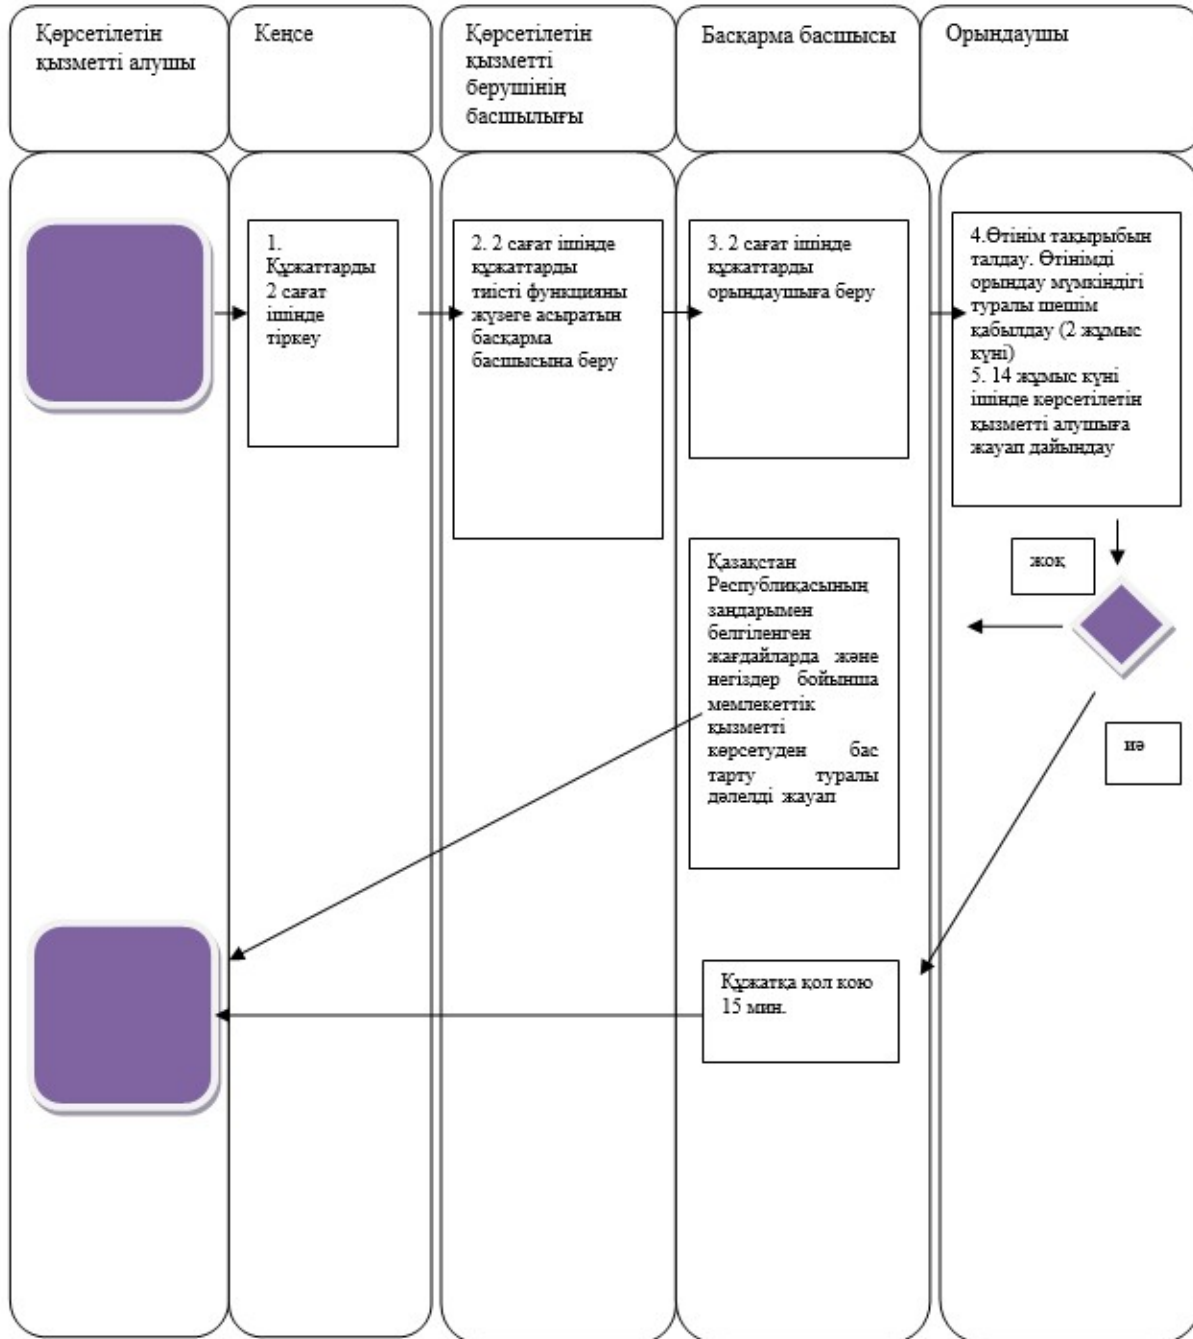 Көрсетілетін
қызметті алушы
Кеңсе
Көрсетілетін
қызметті
берушінің
басшылығы
Басқарма басшысы
Орындаушы
1.
Құжаттарды
2 сағат
ішінде
тіркеу
2. 2 сағат ішінде
құжаттарды
тиісті функцияны
жүзеге асыратын
басқарма
басшысына беру
3. 2 сағат ішінде
құжаттарды
орындаушыға беру
4.Өтінім тақырыбын
талдау. Өтінімді
орындау мүмкіндігі
туралы шешім
қабылдау (2 жұмыс
күні)
5. 14 жұмыс күні
ішінде көрсетілетін
қызметті алушыға
жауап дайындау
жоқ
Қазақстан
Республикасының
заңдарымен
белгіленген
жағдайларда және
негіздер бойынша
мемлекеттік
қызметті
көрсетуден бас
тарту туралы
дәлелді жауап
иә
Құжатқа қол кою
15 мин.